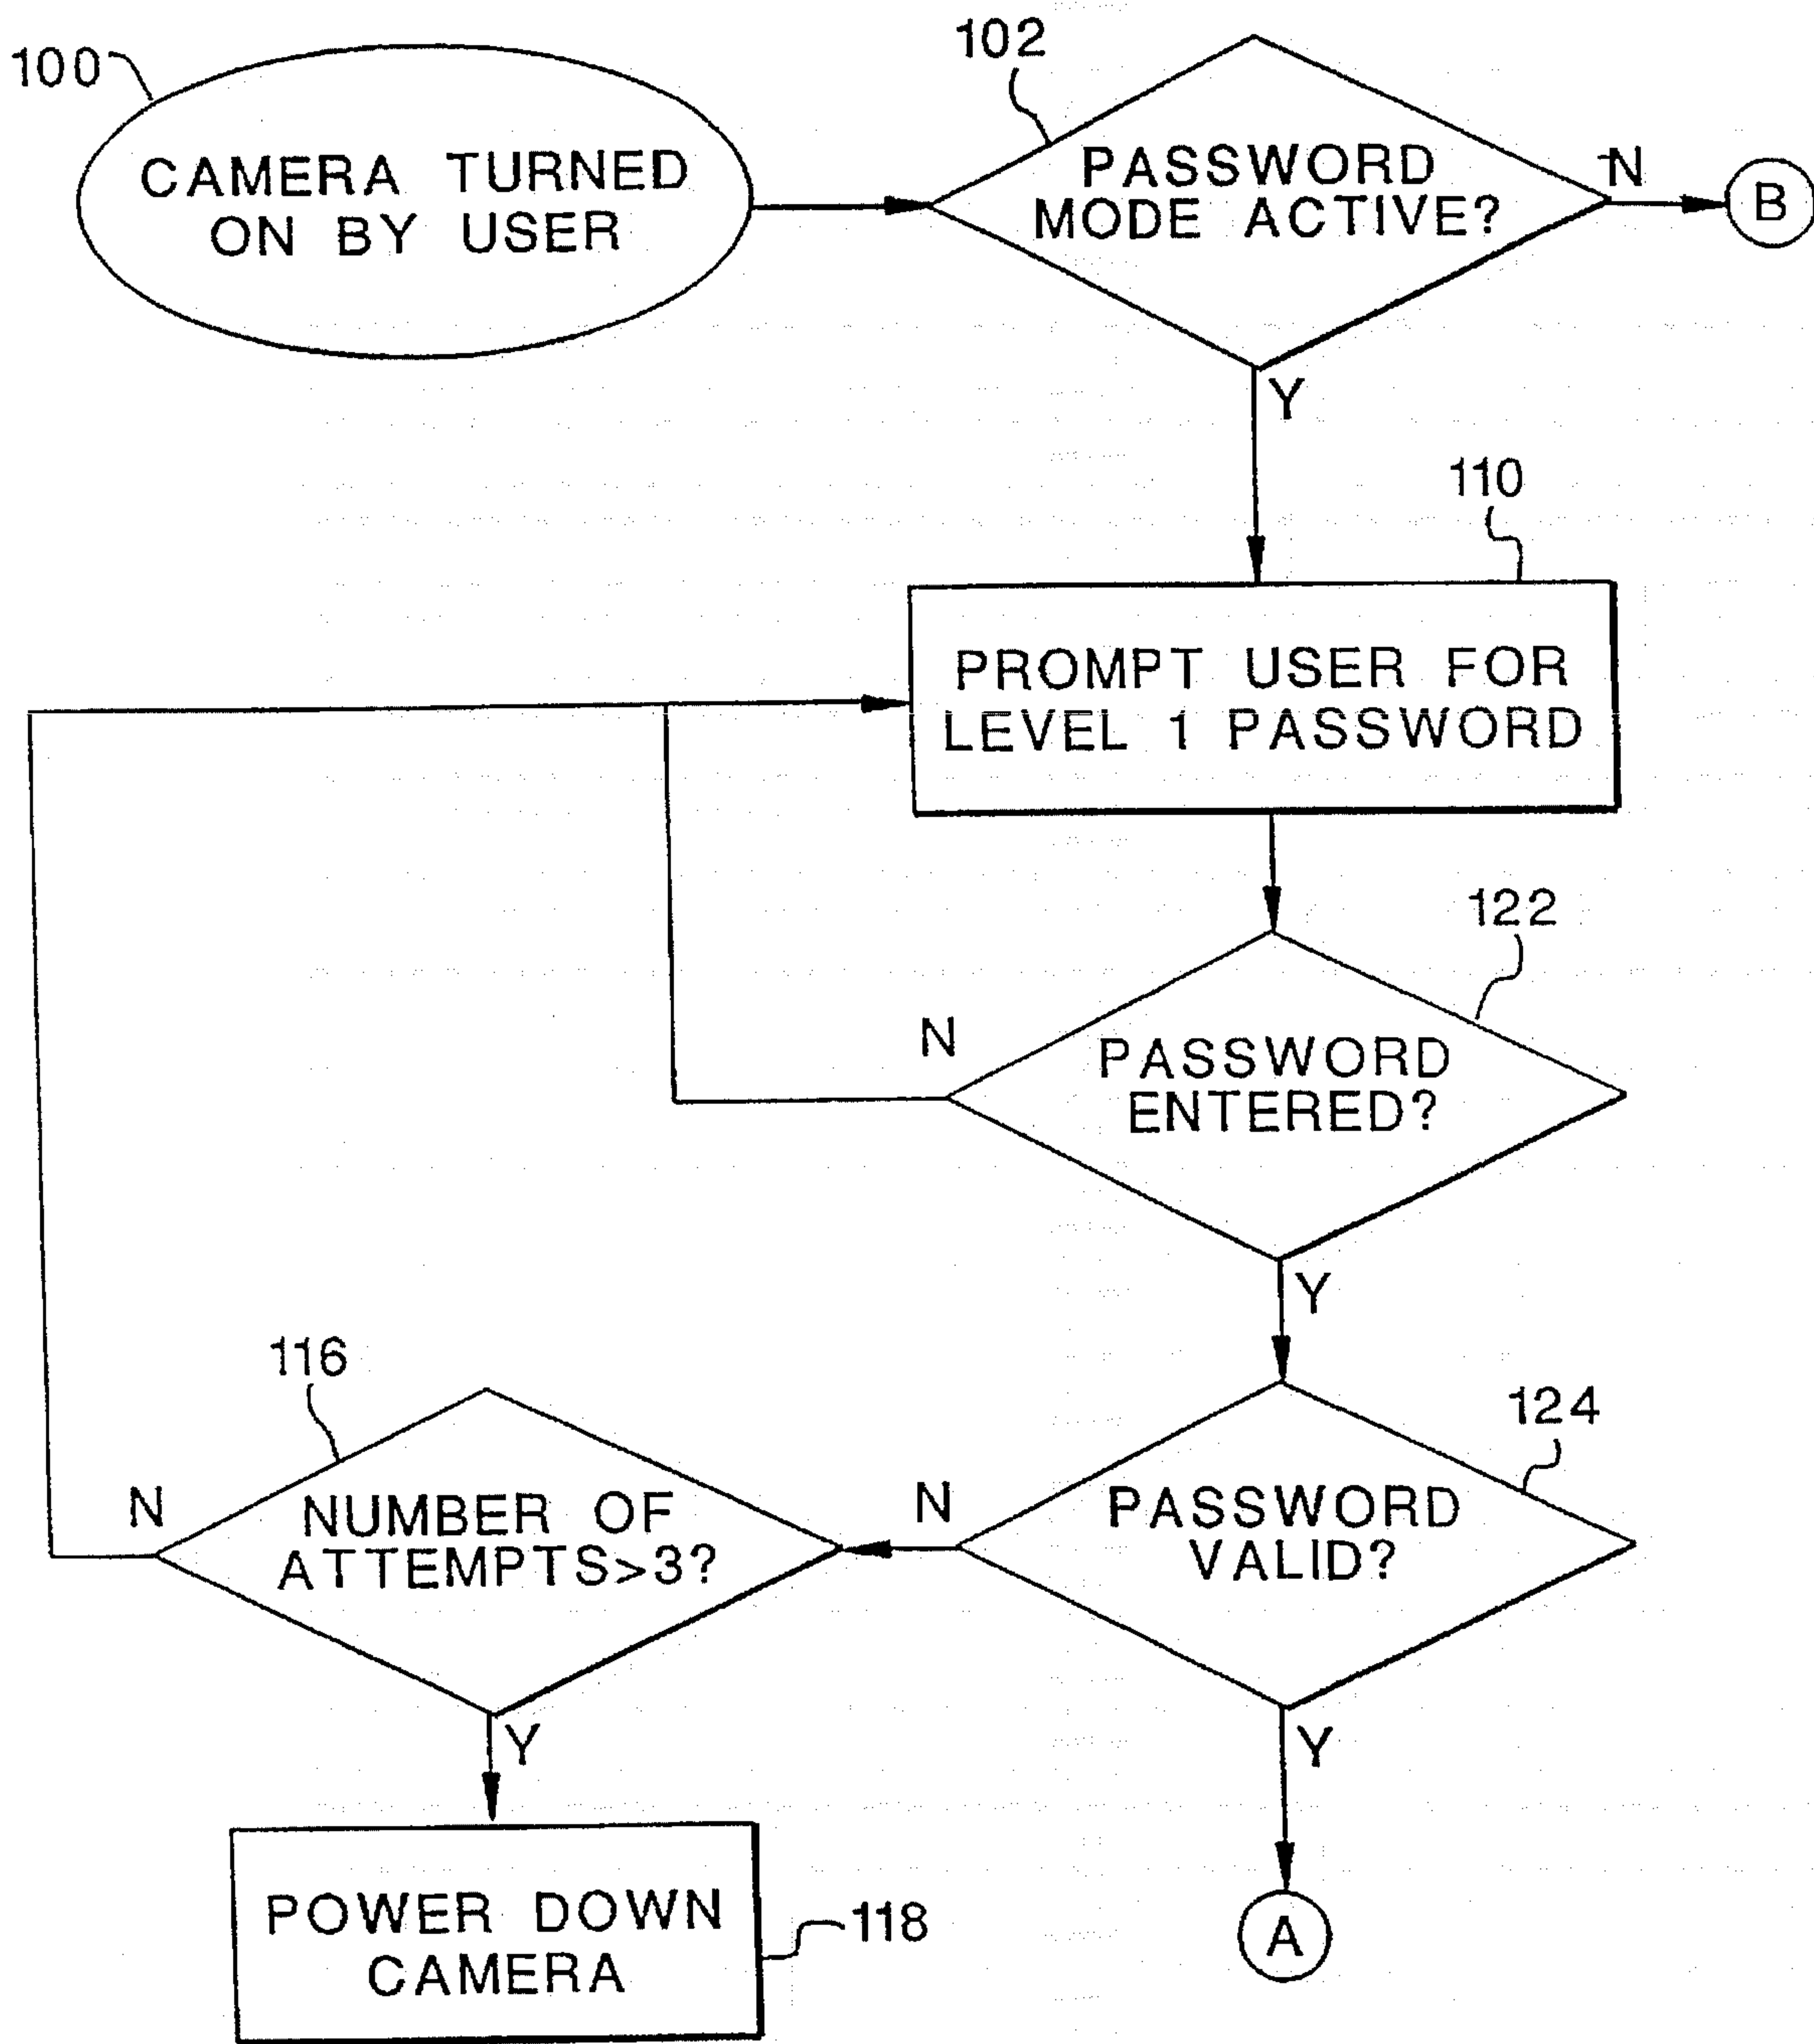 100
CAMERA TURNED
ON BY USER
102
PASSWORD
MODE ACTIVE?
N
B
Y
110
PROMPT USER FOR
LEVEL 1 PASSWORD
122
N
PASSWORD
ENTERED?
Y
116
N
NUMBER OF
ATTEMPTS>3?
Y
124
N
PASSWORD
VALID?
Y
POWER DOWN
CAMERA
118
A